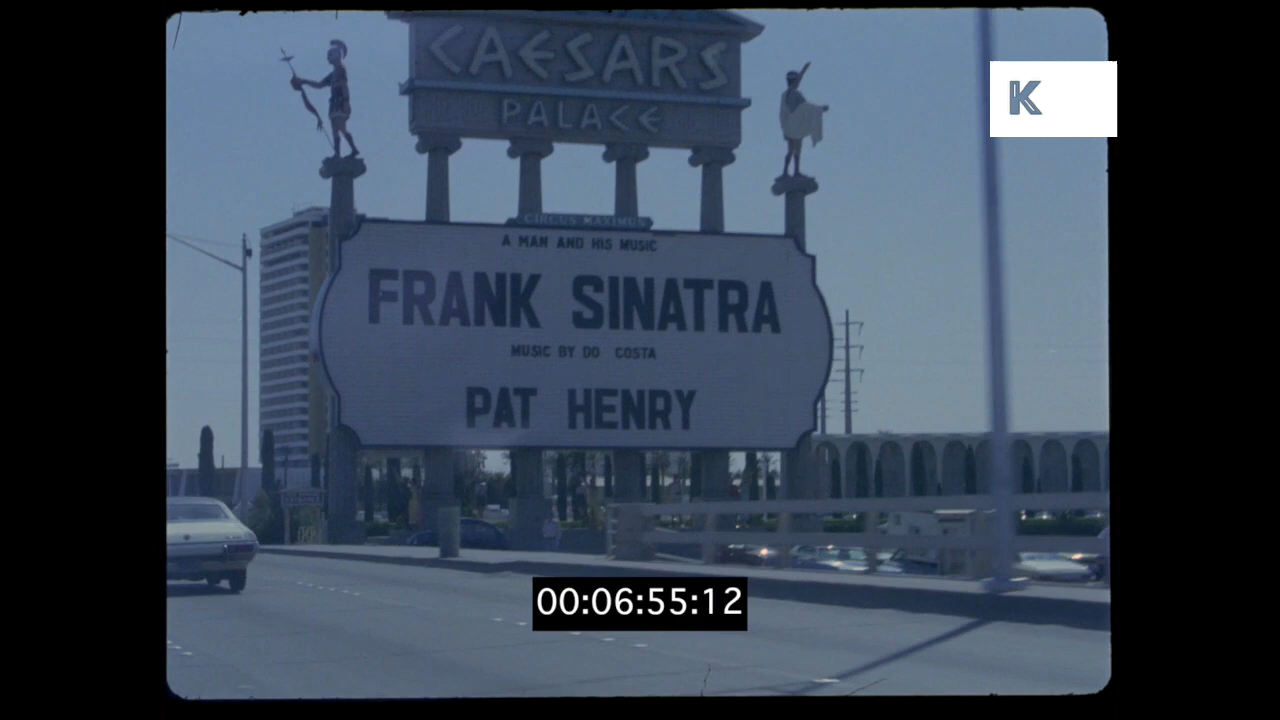 CAESARS
PALACE
K
CIRCUS MAXIMUS
A MAN AND HIS MUSIC
FRANK SINATRA
MUSIC BY DO COSTA
PAT HENRY
00:06:55:12